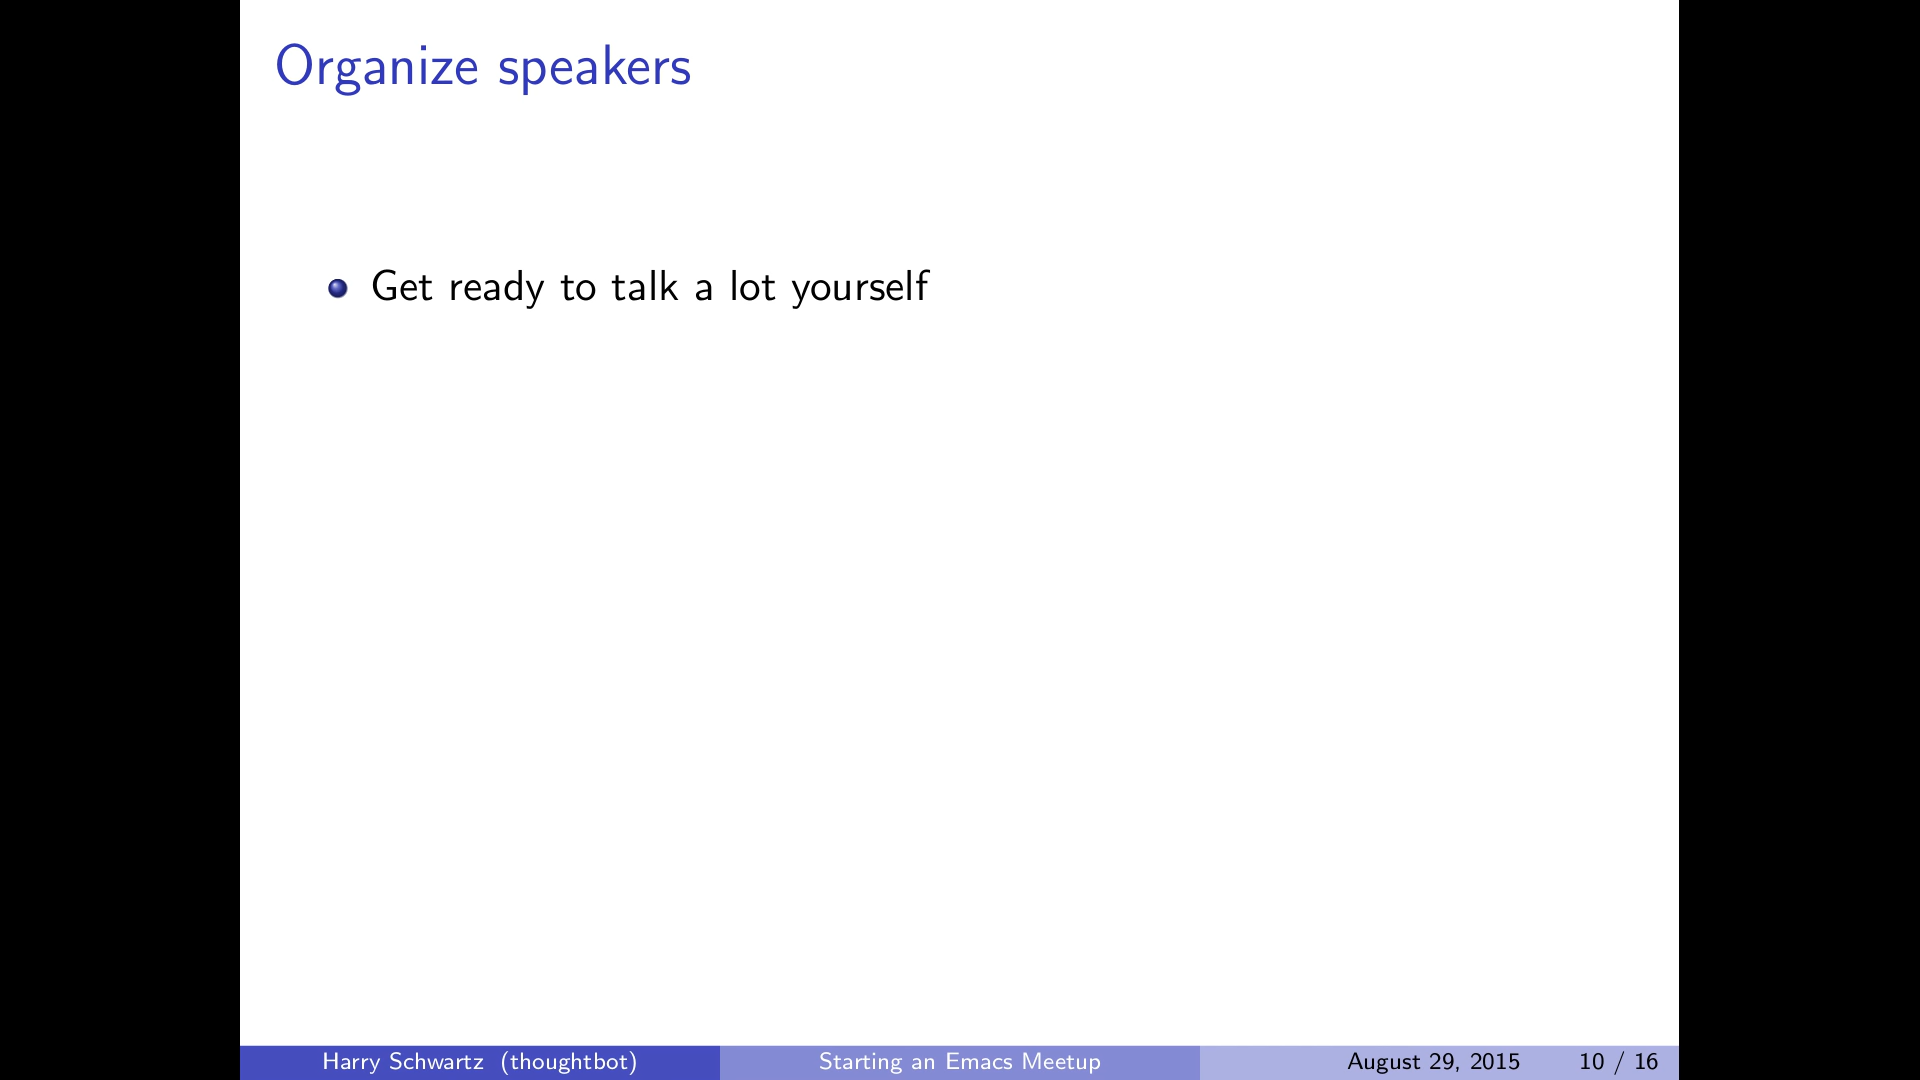 Organize speakers
Get ready to talk a lot yourself
Harry Schwartz (thoughtbot)
Starting an Emacs Meetup
August 29, 2015
10 / 16